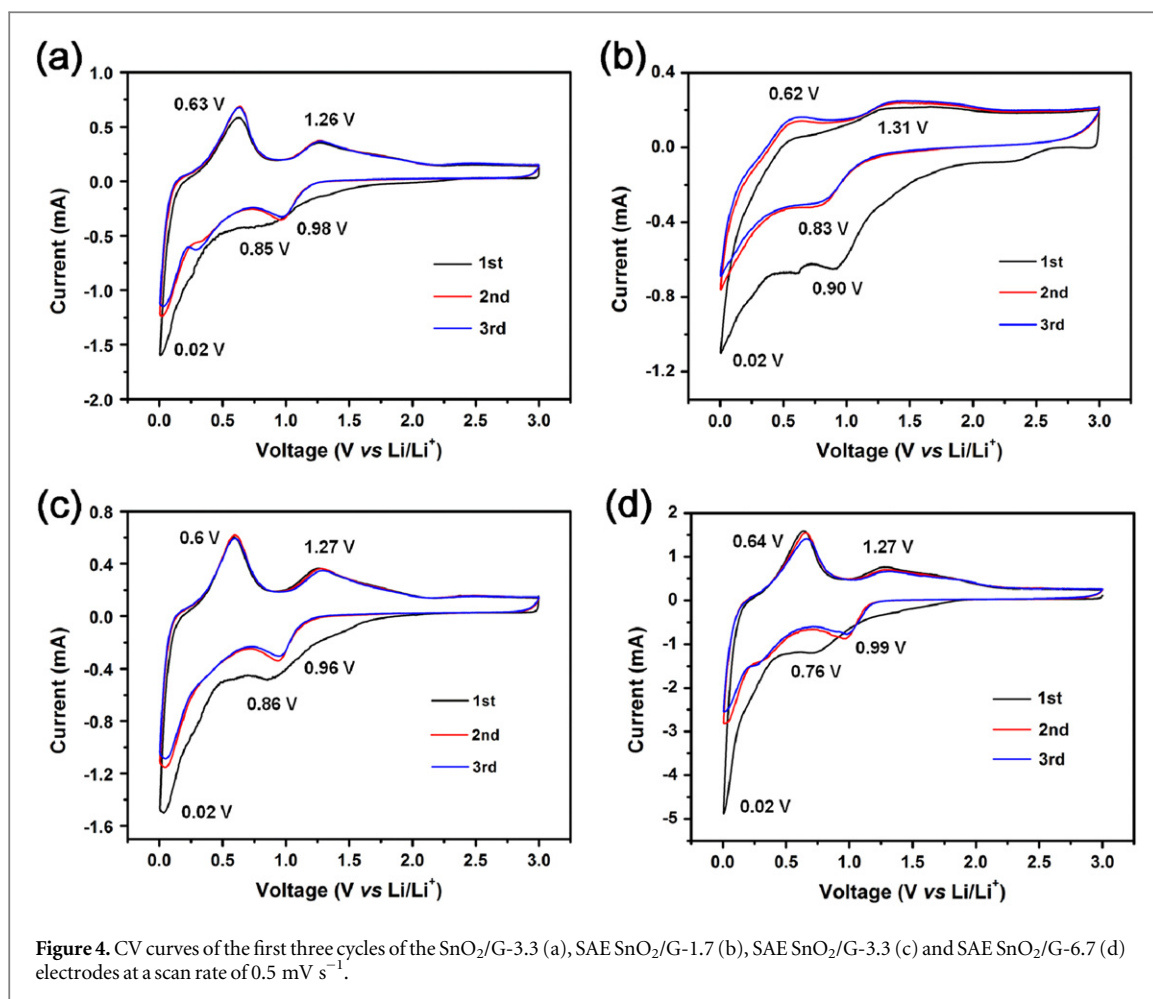 (a)
1.0
0.5
0.0
-0.5
-1.0
-1.5
-2.0
Current (mA)
0.63 V
1.26 V
0.98 V
0.85 V
0.02 V
1st
2nd
3rd
0.0 0.5 1.0 1.5 2.0 2.5 3.0
Voltage (V vs Li/Li⁺)
(b)
0.4
0.0
-0.4
-0.8
-1.2
Current (mA)
0.62 V
1.31 V
0.83 V
0.90 V
0.02 V
1st
2nd
3rd
0.0 0.5 1.0 1.5 2.0 2.5 3.0
Voltage (V vs Li/Li⁺)
(c)
0.8
0.4
0.0
-0.4
-0.8
-1.2
-1.6
Current (mA)
0.6 V
1.27 V
0.96 V
0.86 V
0.02 V
1st
2nd
3rd
0.0 0.5 1.0 1.5 2.0 2.5 3.0
Voltage (V vs Li/Li⁺)
(d)
2
1
0
-1
-2
-3
-4
-5
Current (mA)
0.64 V
1.27 V
0.99 V
0.76 V
0.02 V
1st
2nd
3rd
0.0 0.5 1.0 1.5 2.0 2.5 3.0
Voltage (V vs Li/Li⁺)
Figure 4. CV curves of the first three cycles of the SnO₂/G-3.3 (a), SAE SnO₂/G-1.7 (b), SAE SnO₂/G-3.3 (c) and SAE SnO₂/G-6.7 (d)
electrodes at a scan rate of 0.5 mV s⁻¹.